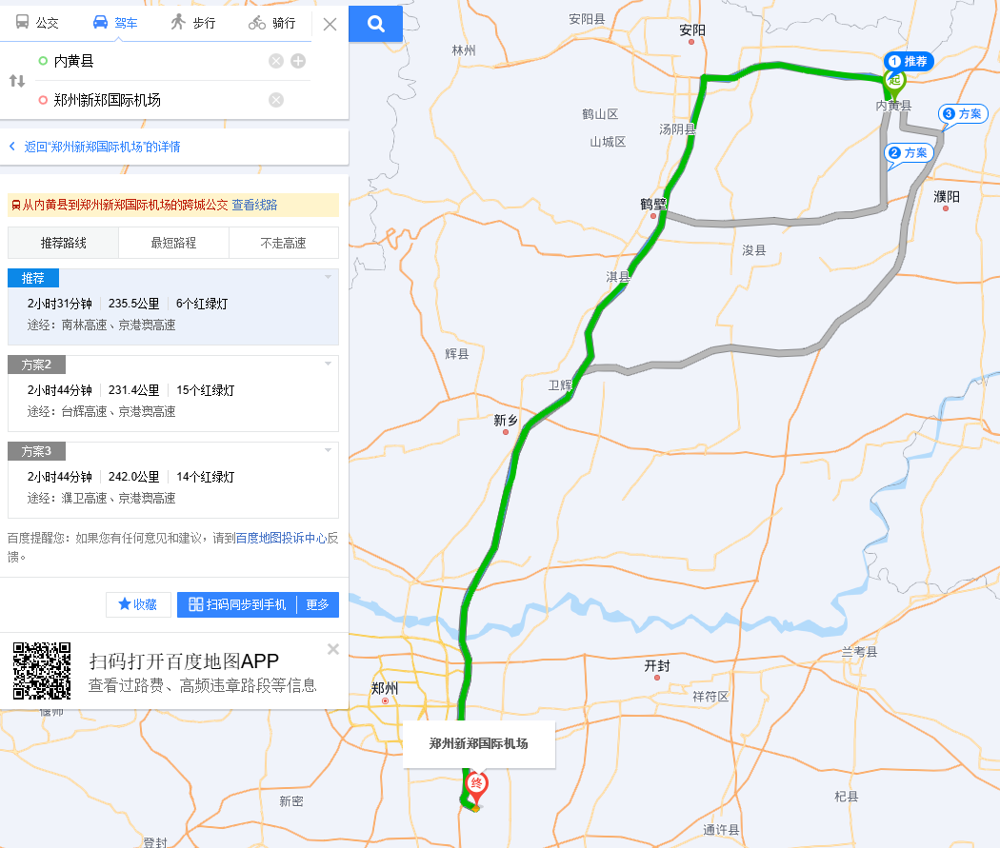 公交 驾车 步行 骑行
内黄县
郑州新郑国际机场
返回"郑州新郑国际机场"的详情
从内黄县到郑州新郑国际机场的跨城公交 查看线路
推荐路线 最短路程 不走高速
推荐
2小时31分钟 235.5公里 6个红绿灯
途经：南林高速、京港澳高速
方案2
2小时44分钟 231.4公里 15个红绿灯
途经：台辉高速、京港澳高速
方案3
2小时44分钟 242.0公里 14个红绿灯
途经：濮卫高速、京港澳高速
百度提醒您：如果您有任何意见和建议，请到百度地图投诉中心反
馈。
收藏 扫码同步到手机 更多
扫码打开百度地图APP
查看过路费、高频违章路段等信息
安阳县
安阳
林州
1 推荐
起
内黄县
3 方案
鹤山区
汤阴县
山城区
2 方案
鹤壁
濮阳
浚县
淇县
辉县
卫辉
新乡
兰考县
开封
郑州
祥符区
偃师
郑州新郑国际机场
终
新密
杞县
通许县
登封